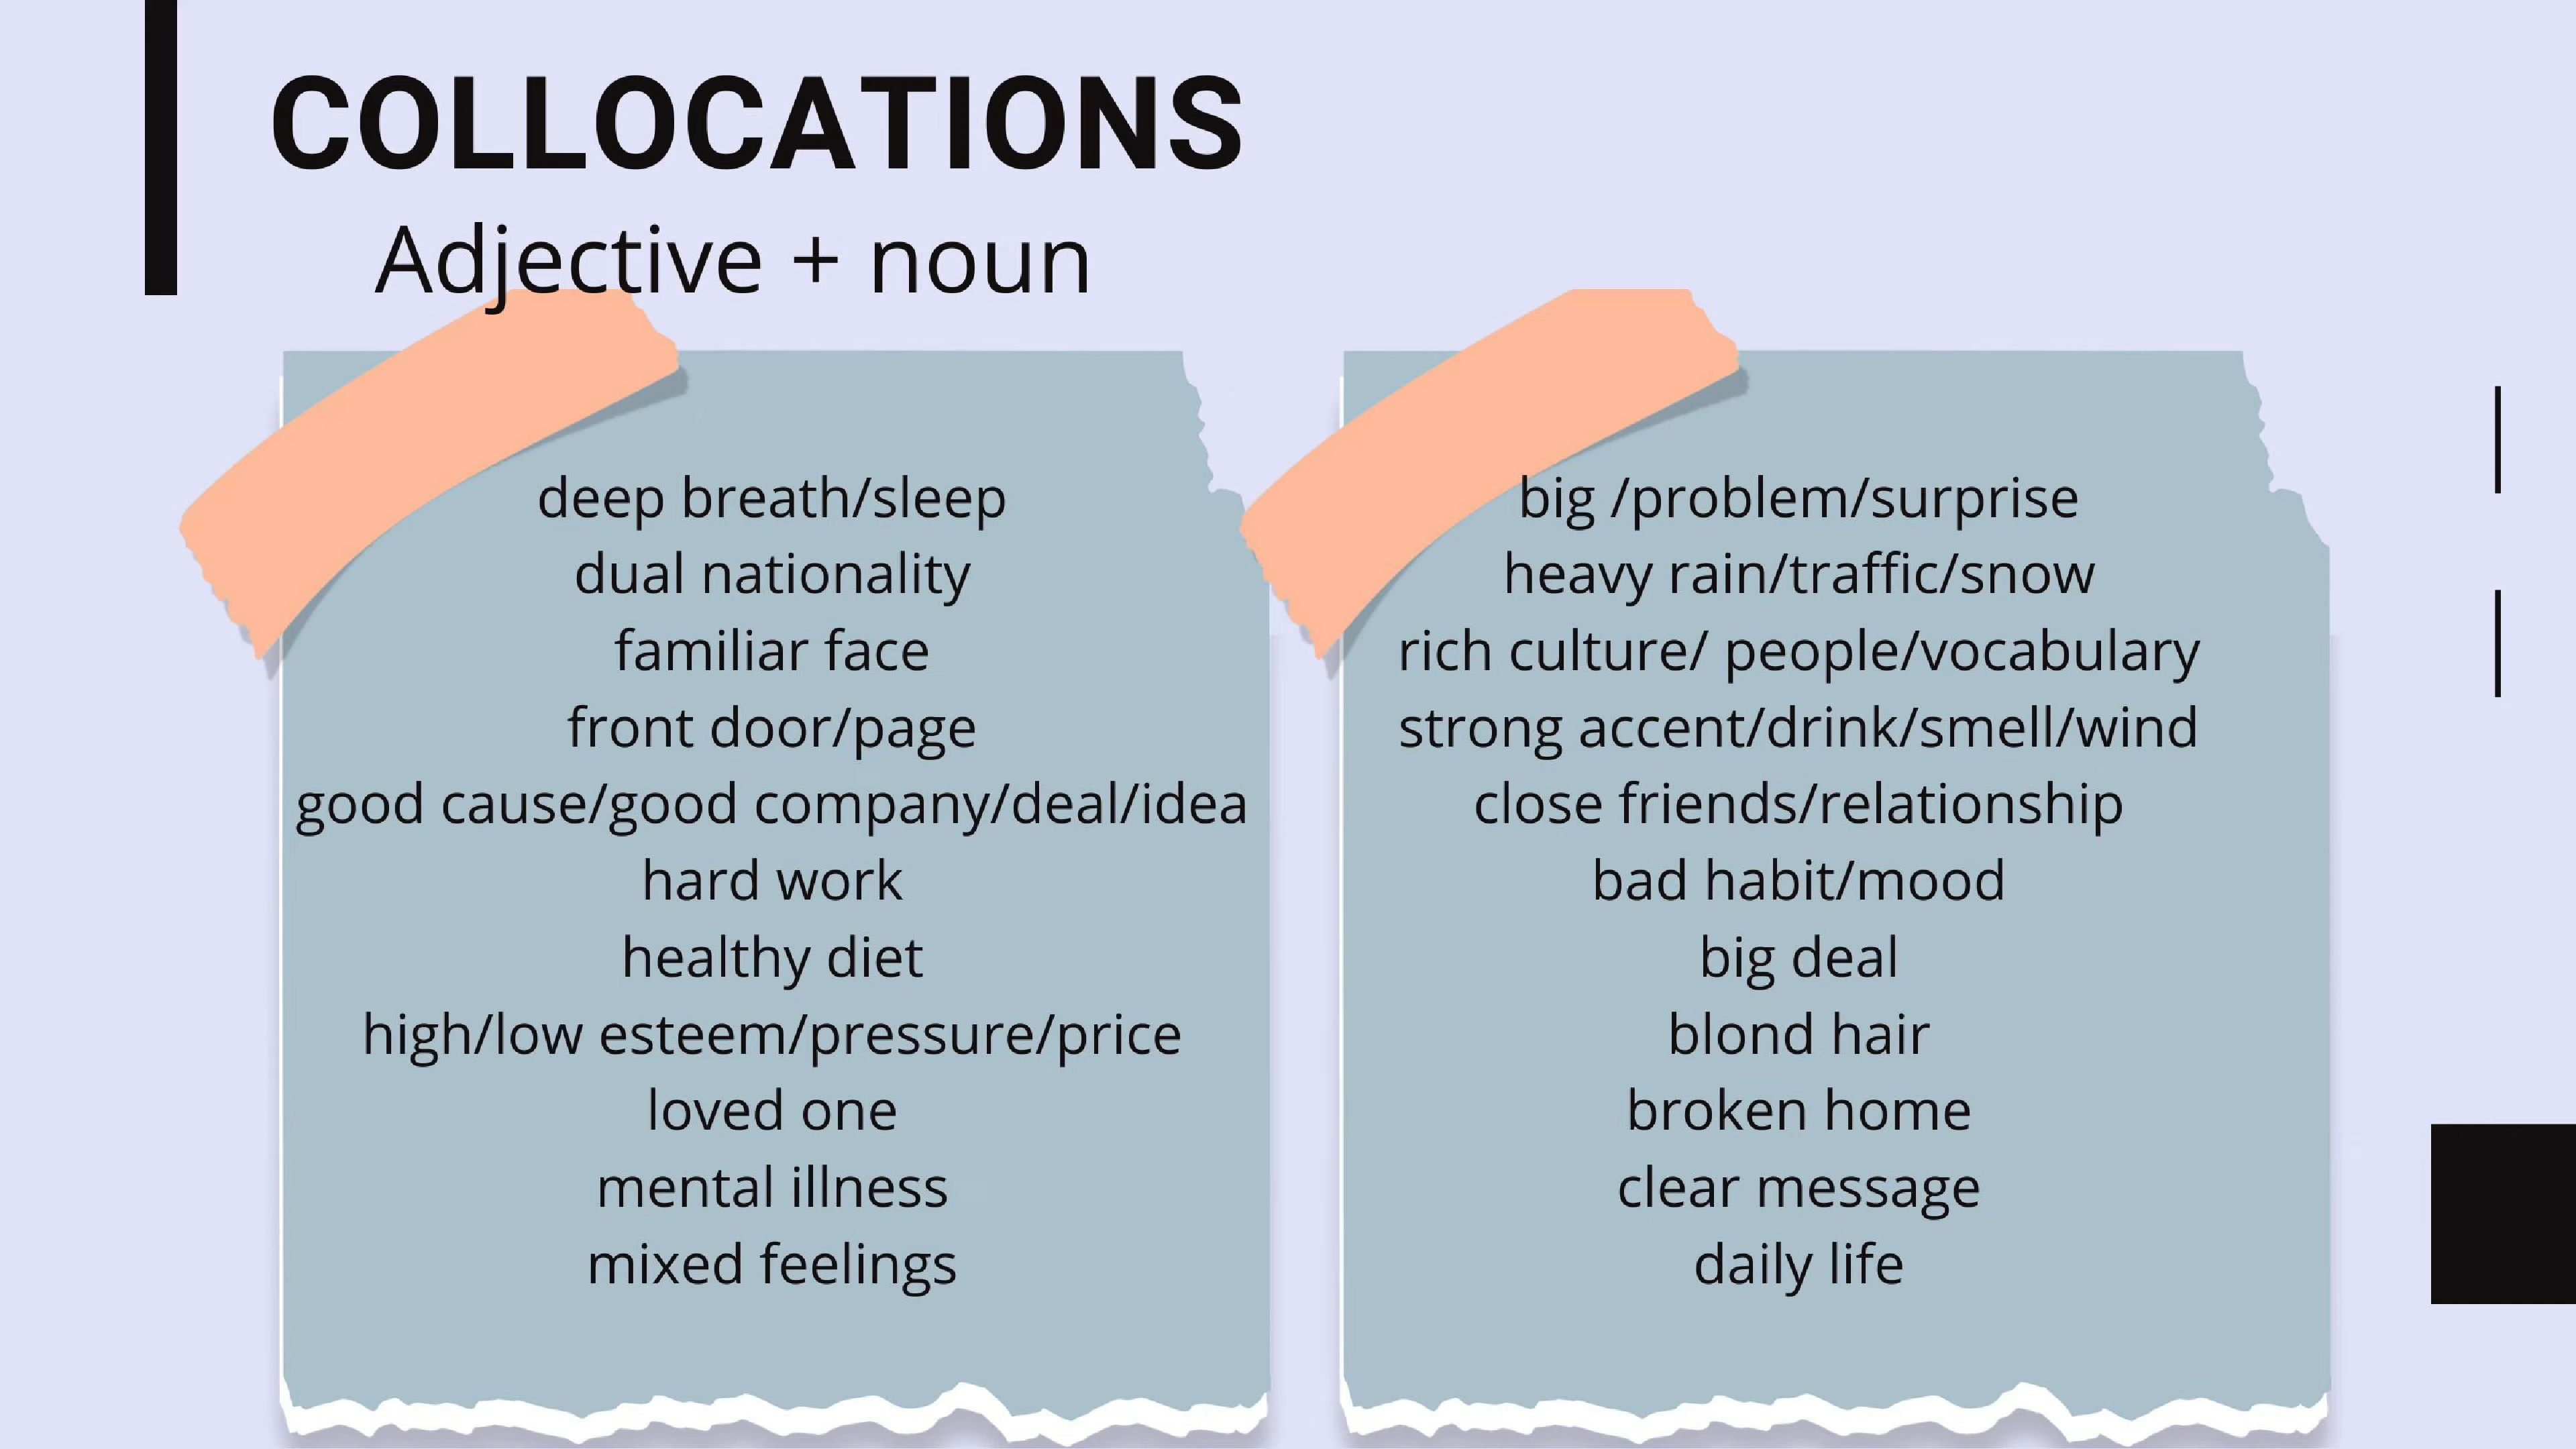 COLLOCATIONS
Adjective + noun
deep breath/sleep
dual nationality
familiar face
front door/page
good cause/good company/deal/idea
hard work
healthy diet
high/low esteem/pressure/price
loved one
mental illness
mixed feelings
big /problem/surprise
heavy rain/traffic/snow
rich culture/ people/vocabulary
strong accent/drink/smell/wind
close friends/relationship
bad habit/mood
big deal
blond hair
broken home
clear message
daily life